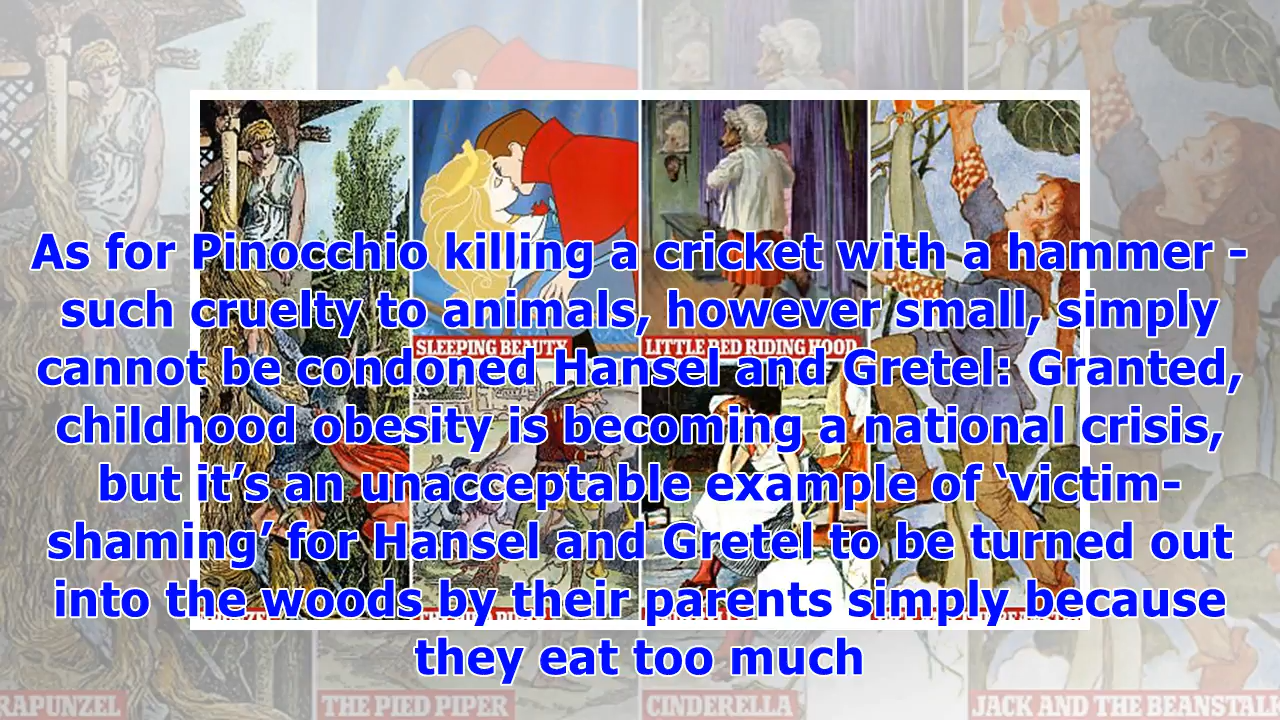 As for Pinocchio killing a cricket with a hammer -
such cruelty to animals, however small, simply
cannot be condoned Hansel and Gretel: Granted,
childhood obesity is becoming a national crisis,
but it’s an unacceptable example of ‘victim-
shaming’ for Hansel and Gretel to be turned out
into the woods by their parents simply because
they eat too much
SLEEPING BEAUTY
LITTLE RED RIDING HOOD
RAPUNZEL
THE PIED PIPER
CINDERELLA
JACK AND THE BEANSTALK